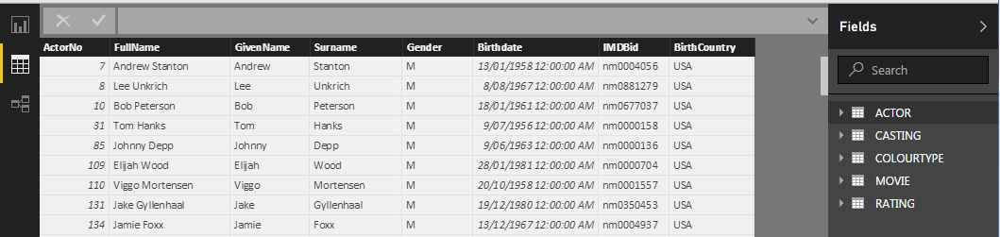 ActorNo FullName GivenName Surname Gender Birthdate IMDBid BirthCountry
7 Andrew Stanton Andrew Stanton M 13/01/1958 12:00:00 AM nm0004056 USA
8 Lee Unkrich Lee Unkrich M 8/08/1967 12:00:00 AM nm0881279 USA
10 Bob Peterson Bob Peterson M 18/01/1961 12:00:00 AM nm0677037 USA
31 Tom Hanks Tom Hanks M 9/07/1956 12:00:00 AM nm0000158 USA
85 Johnny Depp Johnny Depp M 9/06/1963 12:00:00 AM nm0000136 USA
109 Elijah Wood Elijah Wood M 28/01/1981 12:00:00 AM nm0000704 USA
110 Viggo Mortensen Viggo Mortensen M 20/10/1958 12:00:00 AM nm0001557 USA
131 Jake Gyllenhaal Jake Gyllenhaal M 19/12/1980 12:00:00 AM nm0350453 USA
134 Jamie Foxx Jamie Foxx M 13/12/1967 12:00:00 AM nm0004937 USA
Fields
Search
ACTOR
CASTING
COLOURTYPE
MOVIE
RATING